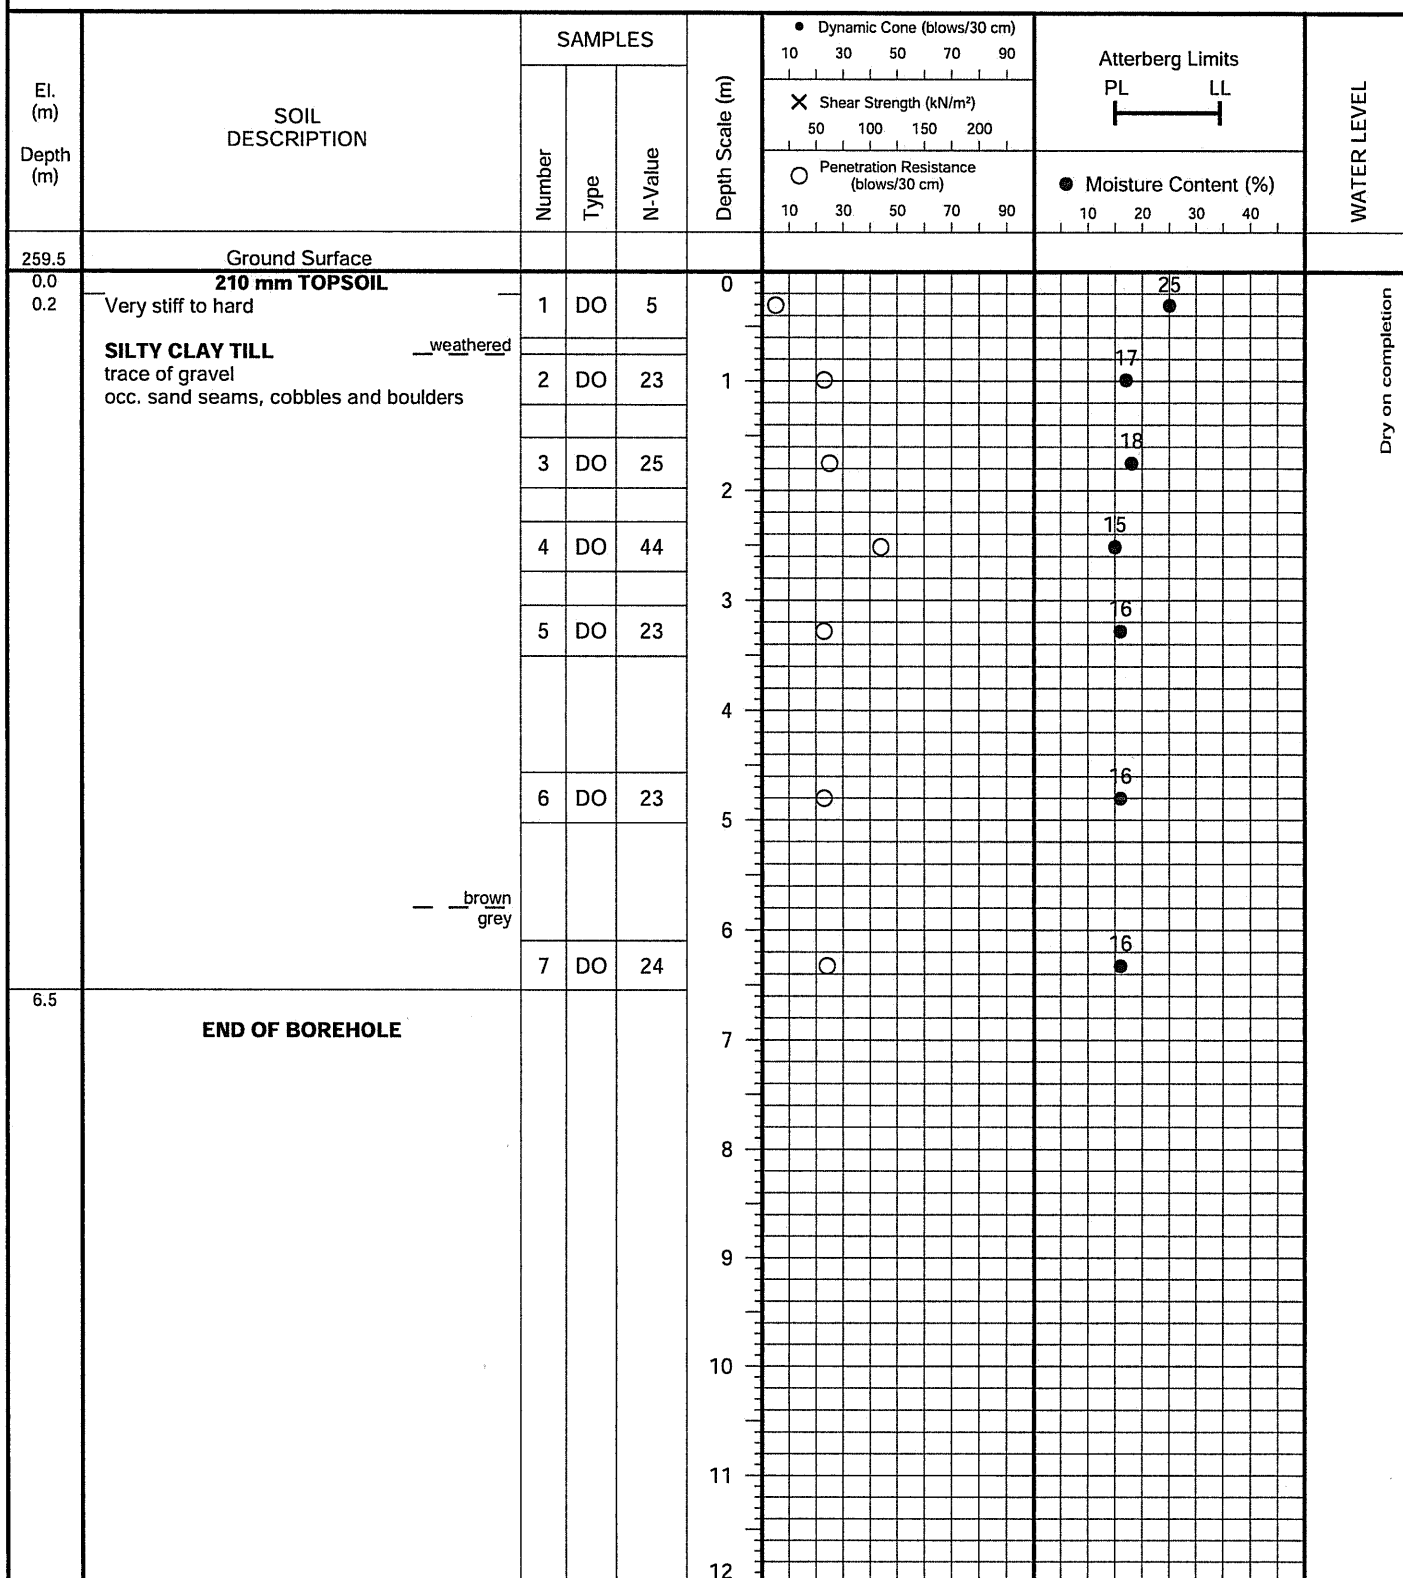 El.
(m)
Depth
(m)
SOIL
DESCRIPTION
SAMPLES
Number
Type
N-Value
Depth Scale (m)
● Dynamic Cone (blows/30 cm)
10 30 50 70 90
X Shear Strength (kN/m²)
50 100 150 200
○ Penetration Resistance
(blows/30 cm)
10 30 50 70 90
Atterberg Limits
PL LL
● Moisture Content (%)
10 20 30 40
WATER LEVEL
259.5 Ground Surface
0.0 210 mm TOPSOIL 0
0.2 Very stiff to hard 1 DO 5 25
SILTY CLAY TILL weathered
trace of gravel 2 DO 23 1 17
occ. sand seams, cobbles and boulders
3 DO 25 18
2
4 DO 44 15
3
5 DO 23 16
4
6 DO 23 16
5
brown
grey
6
7 DO 24 16
6.5
END OF BOREHOLE
7
8
9
10
11
12
Dry on completion